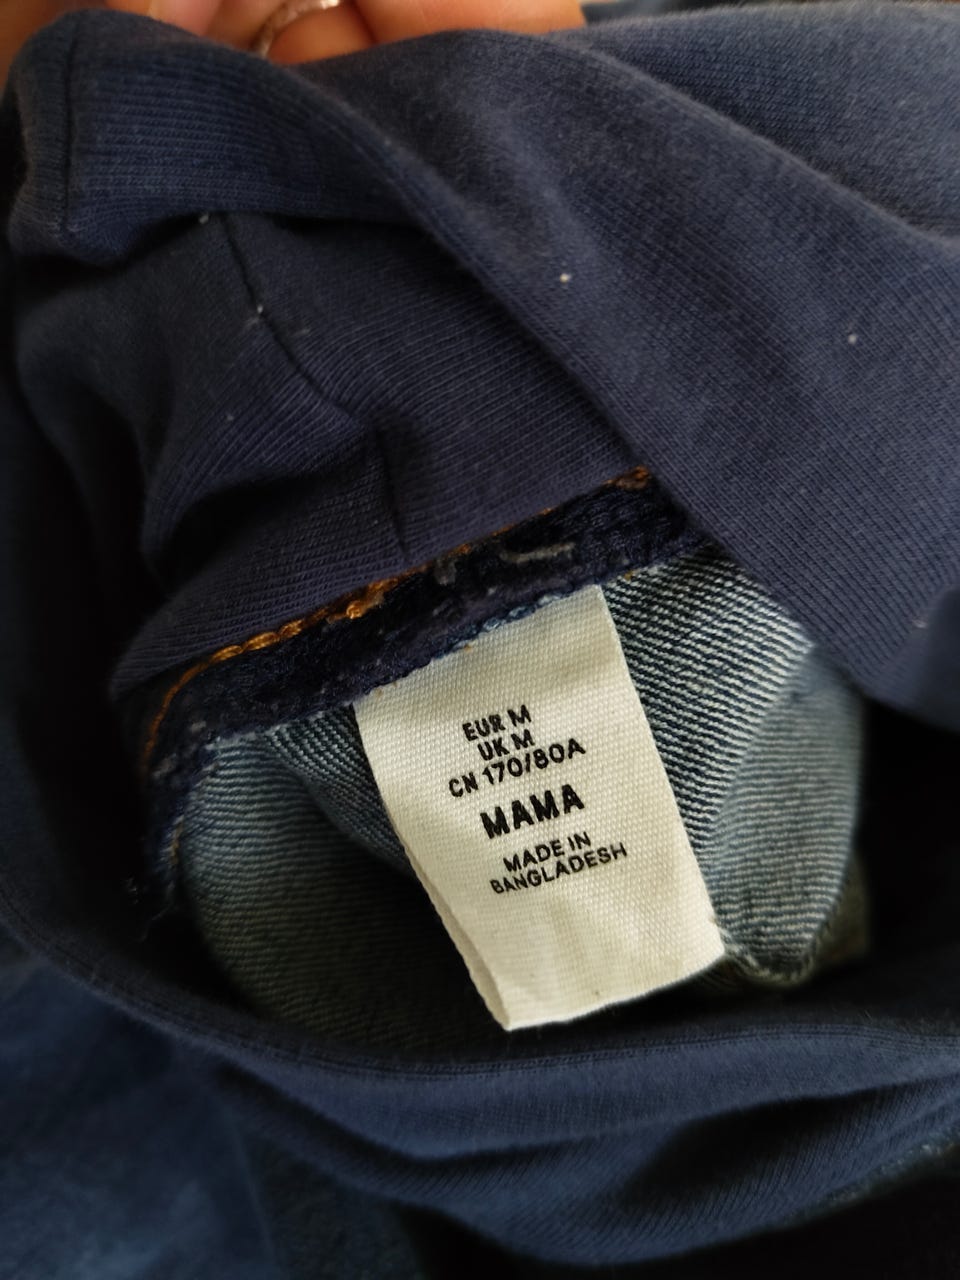 EUR M
UK M
CN 170/80A
MAMA
MADE IN
BANGLADESH